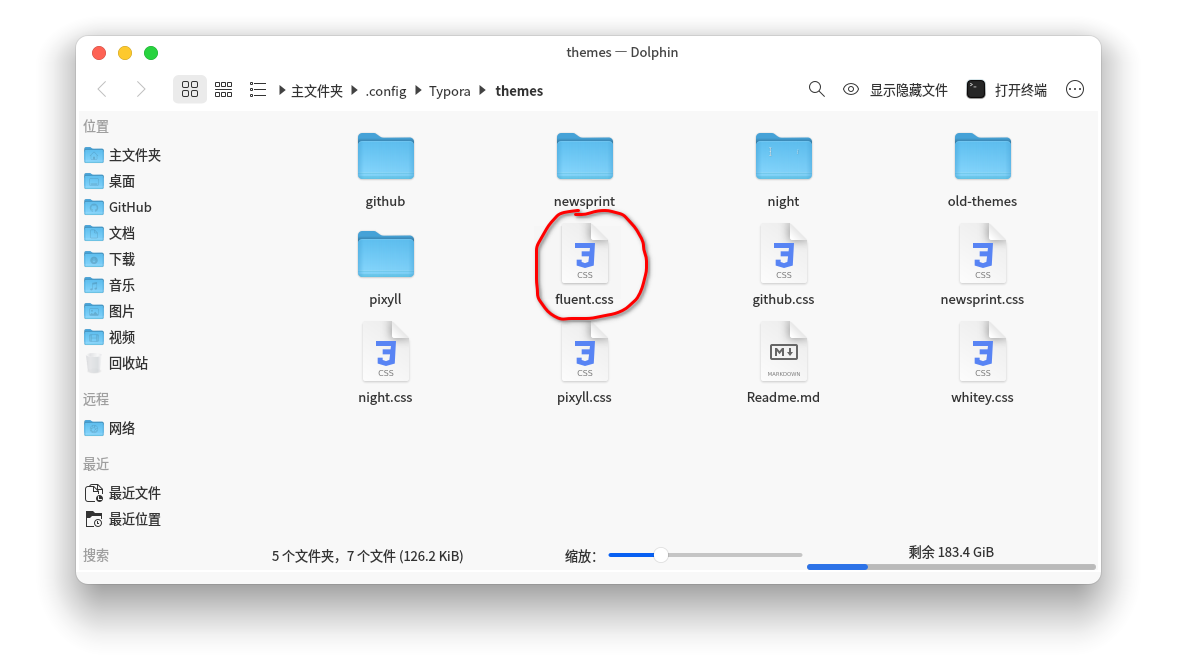 themes — Dolphin
主文件夹 .config Typora themes
显示隐藏文件 打开终端
位置
主文件夹
桌面
GitHub
文档
下载
音乐
图片
视频
回收站
远程
网络
最近
最近文件
最近位置
搜索
github newsprint night old-themes
CSS CSS CSS
pixyll fluent.css github.css newsprint.css
CSS CSS MARKDOWN CSS
night.css pixyll.css Readme.md whitey.css
5 个文件夹，7 个文件 (126.2 KiB)
缩放：
剩余 183.4 GiB